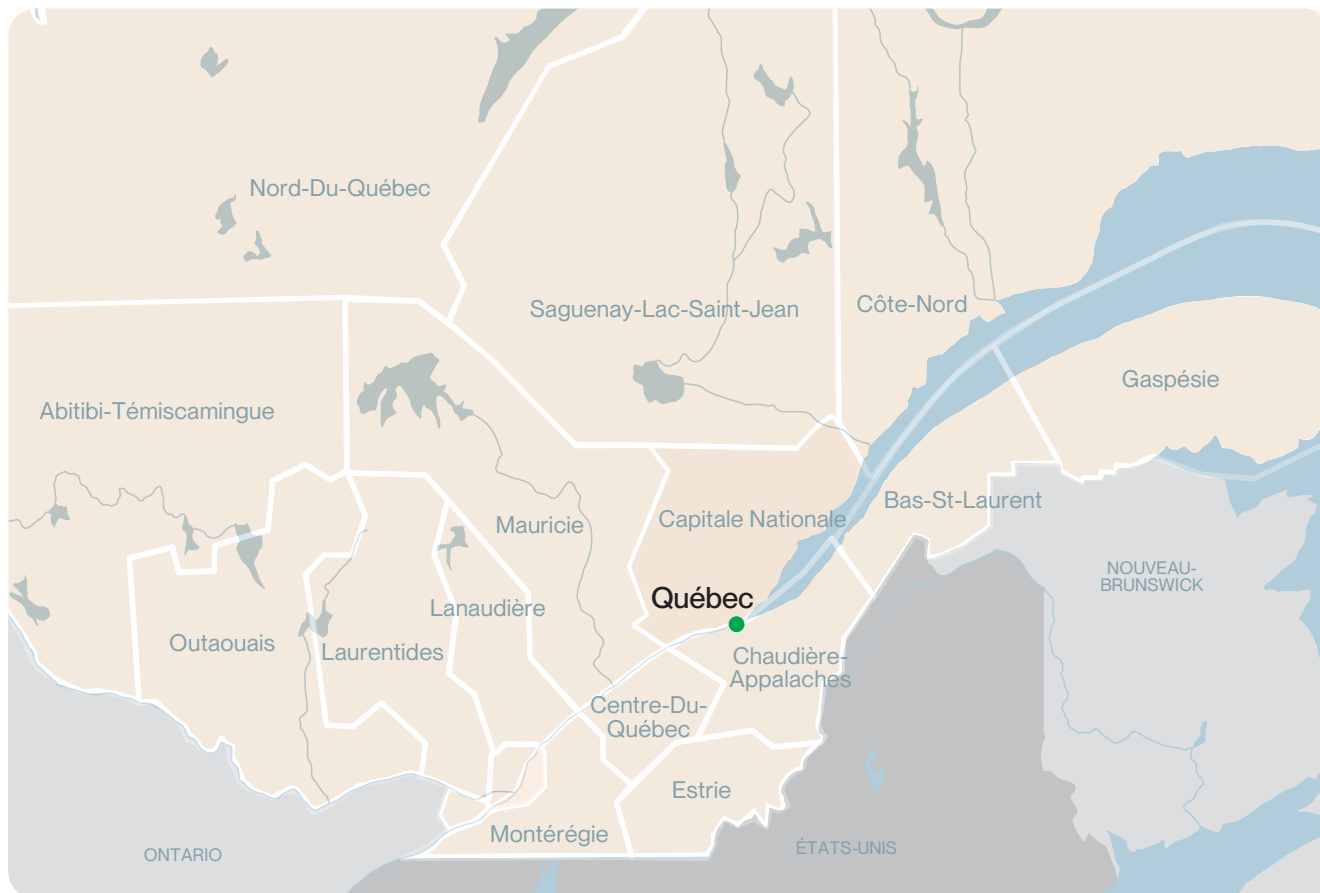 Nord-Du-Québec
Saguenay-Lac-Saint-Jean
Côte-Nord
Gaspésie
Abitibi-Témiscamingue
Bas-St-Laurent
Mauricie
Capitale Nationale
NOUVEAU-
BRUNSWICK
Québec
Lanaudière
Outaouais
Laurentides
Chaudière-
Appalaches
Centre-Du-
Québec
Estrie
Montérégie
ONTARIO
ÉTATS-UNIS